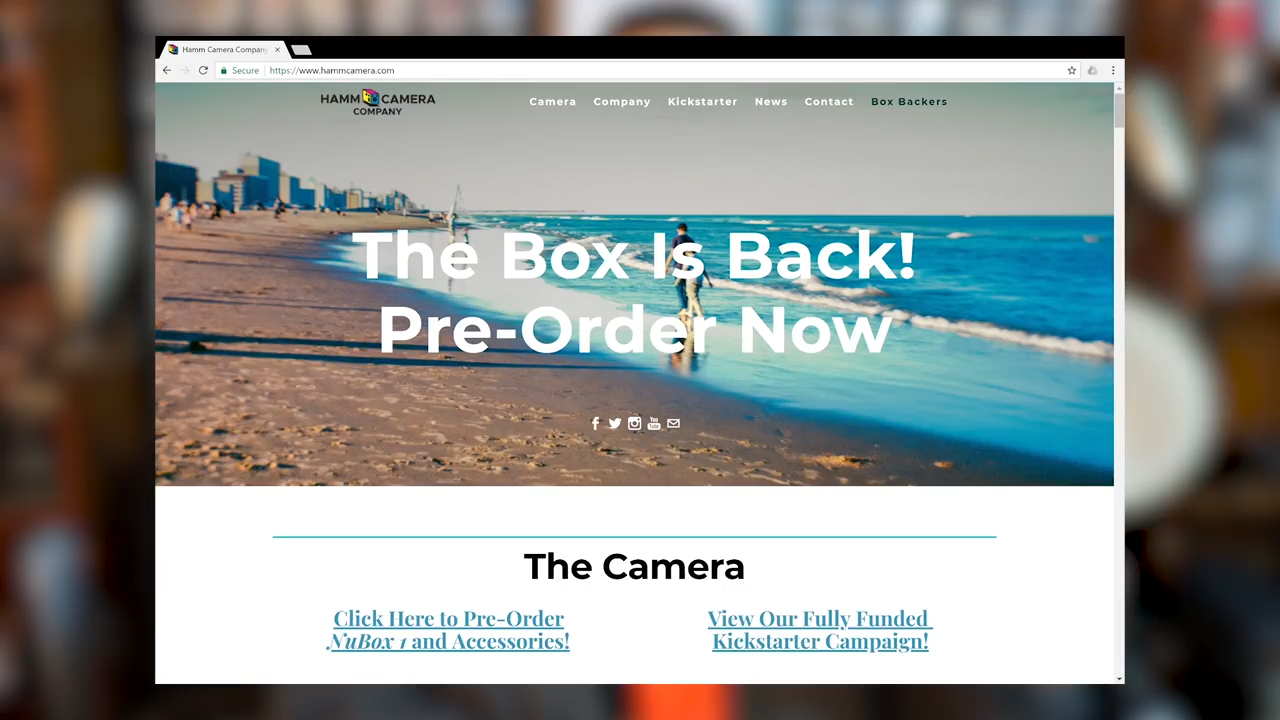 Hamm Camera Company
Secure https://www.hammcamera.com
HAMM CAMERA
COMPANY
Camera Company Kickstarter News Contact Box Backers
The Box Is Back!
Pre-Order Now
You
Tube
The Camera
Click Here to Pre-Order
NuBox 1 and Accessories!
View Our Fully Funded
Kickstarter Campaign!